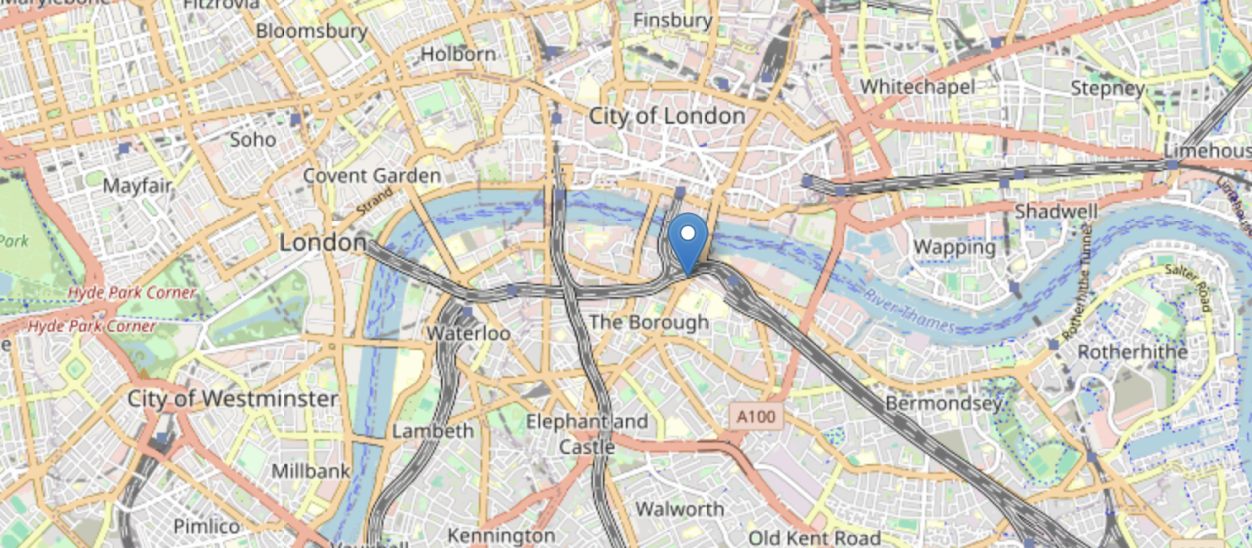 Marylebone
Fitzrovia
Finsbury
Bloomsbury
Holborn
Whitechapel
Stepney
City of London
Soho
Limehous
Mayfair
Covent Garden
Strand
Shadwell
Park
London
Wapping
Rotherhithe Tunnel
Salter Road
Hyde Park Corner
River Thames
Hyde Park Corner
The Borough
Waterloo
e
Rotherhithe
City of Westminster
Bermondsey
A100
Elephant and
Castle
Lambeth
Millbank
Walworth
Pimlico
Kennington
Old Kent Road
Vauxhall